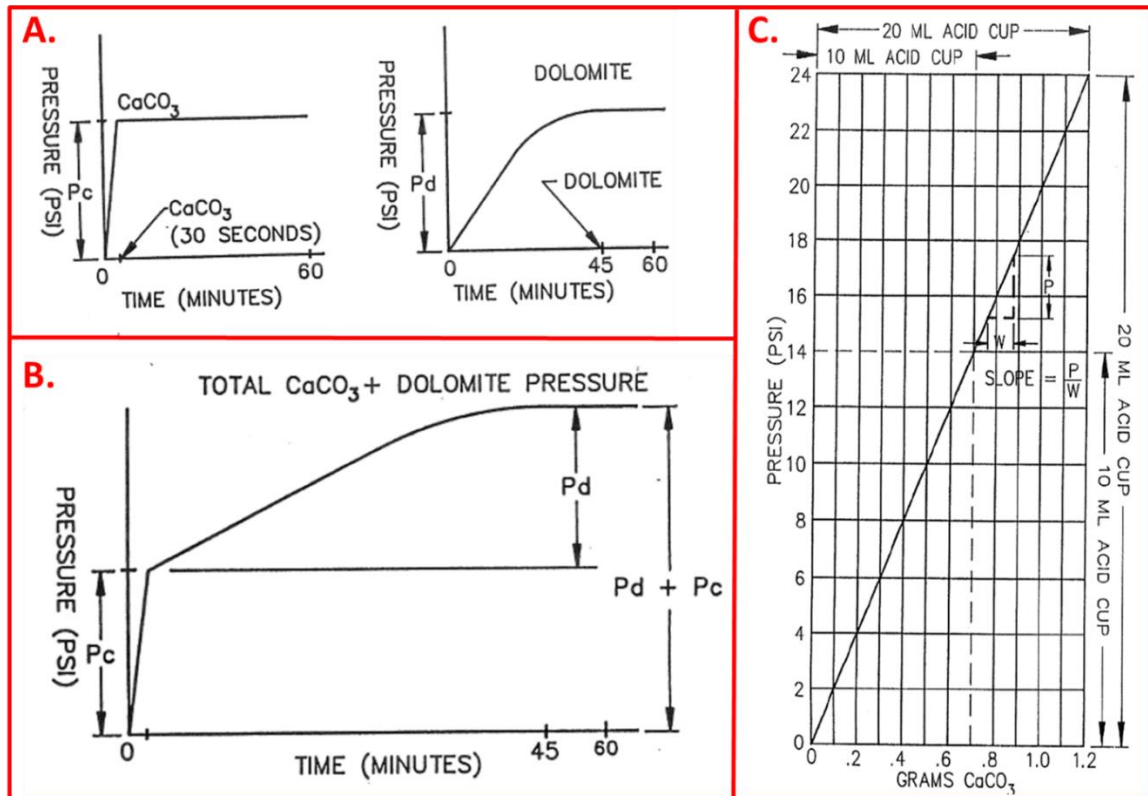 A.
PRESSURE (PSI)
CaCO₃
Pc
CaCO₃
(30 SECONDS)
0
60
TIME (MINUTES)
PRESSURE (PSI)
DOLOMITE
Pd
DOLOMITE
0
45
60
TIME (MINUTES)
B.
TOTAL CaCO₃+ DOLOMITE PRESSURE
PRESSURE (PSI)
Pc
Pd
Pd + Pc
0
45
60
TIME (MINUTES)
C.
20 ML ACID CUP
10 ML ACID CUP
24
22
20
18
16
14
12
10
8
6
4
2
0
PRESSURE (PSI)
P
W
SLOPE = P
W
20 ML ACID CUP
10 ML ACID CUP
0
.2
.4
.6
.8
1.0
1.2
GRAMS CaCO₃